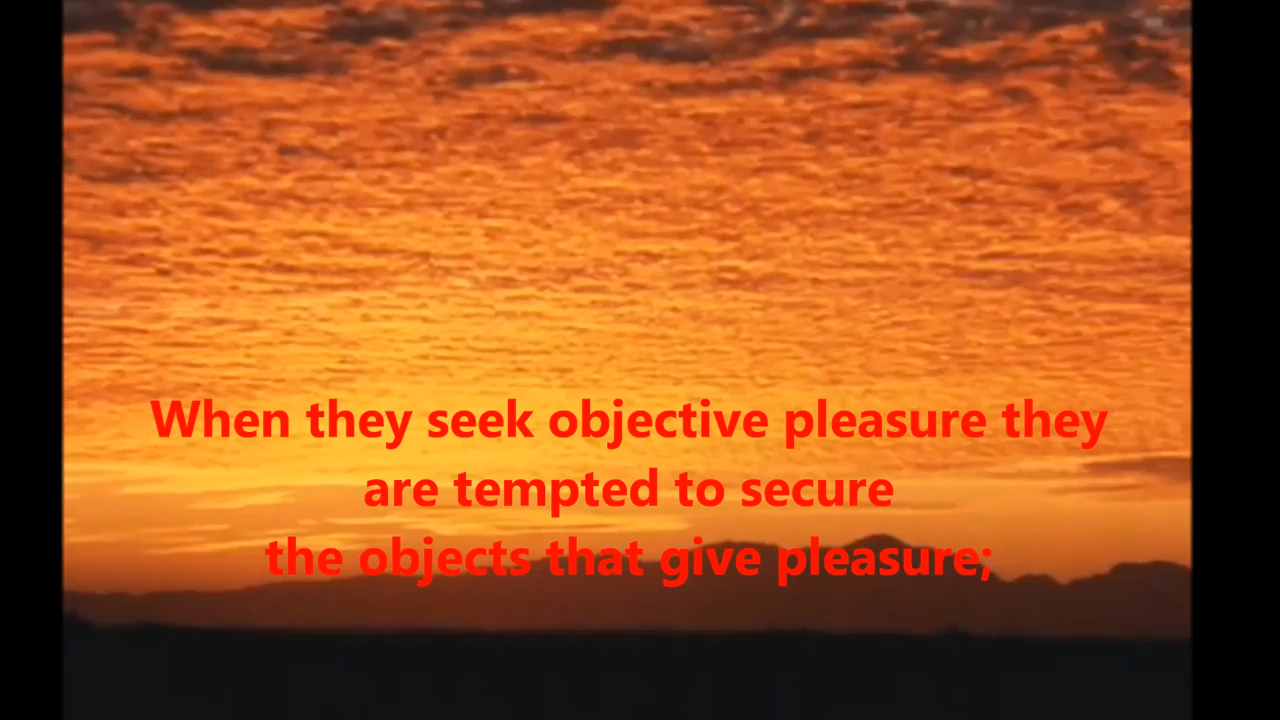 When they seek objective pleasure they
are tempted to secure
the objects that give pleasure;